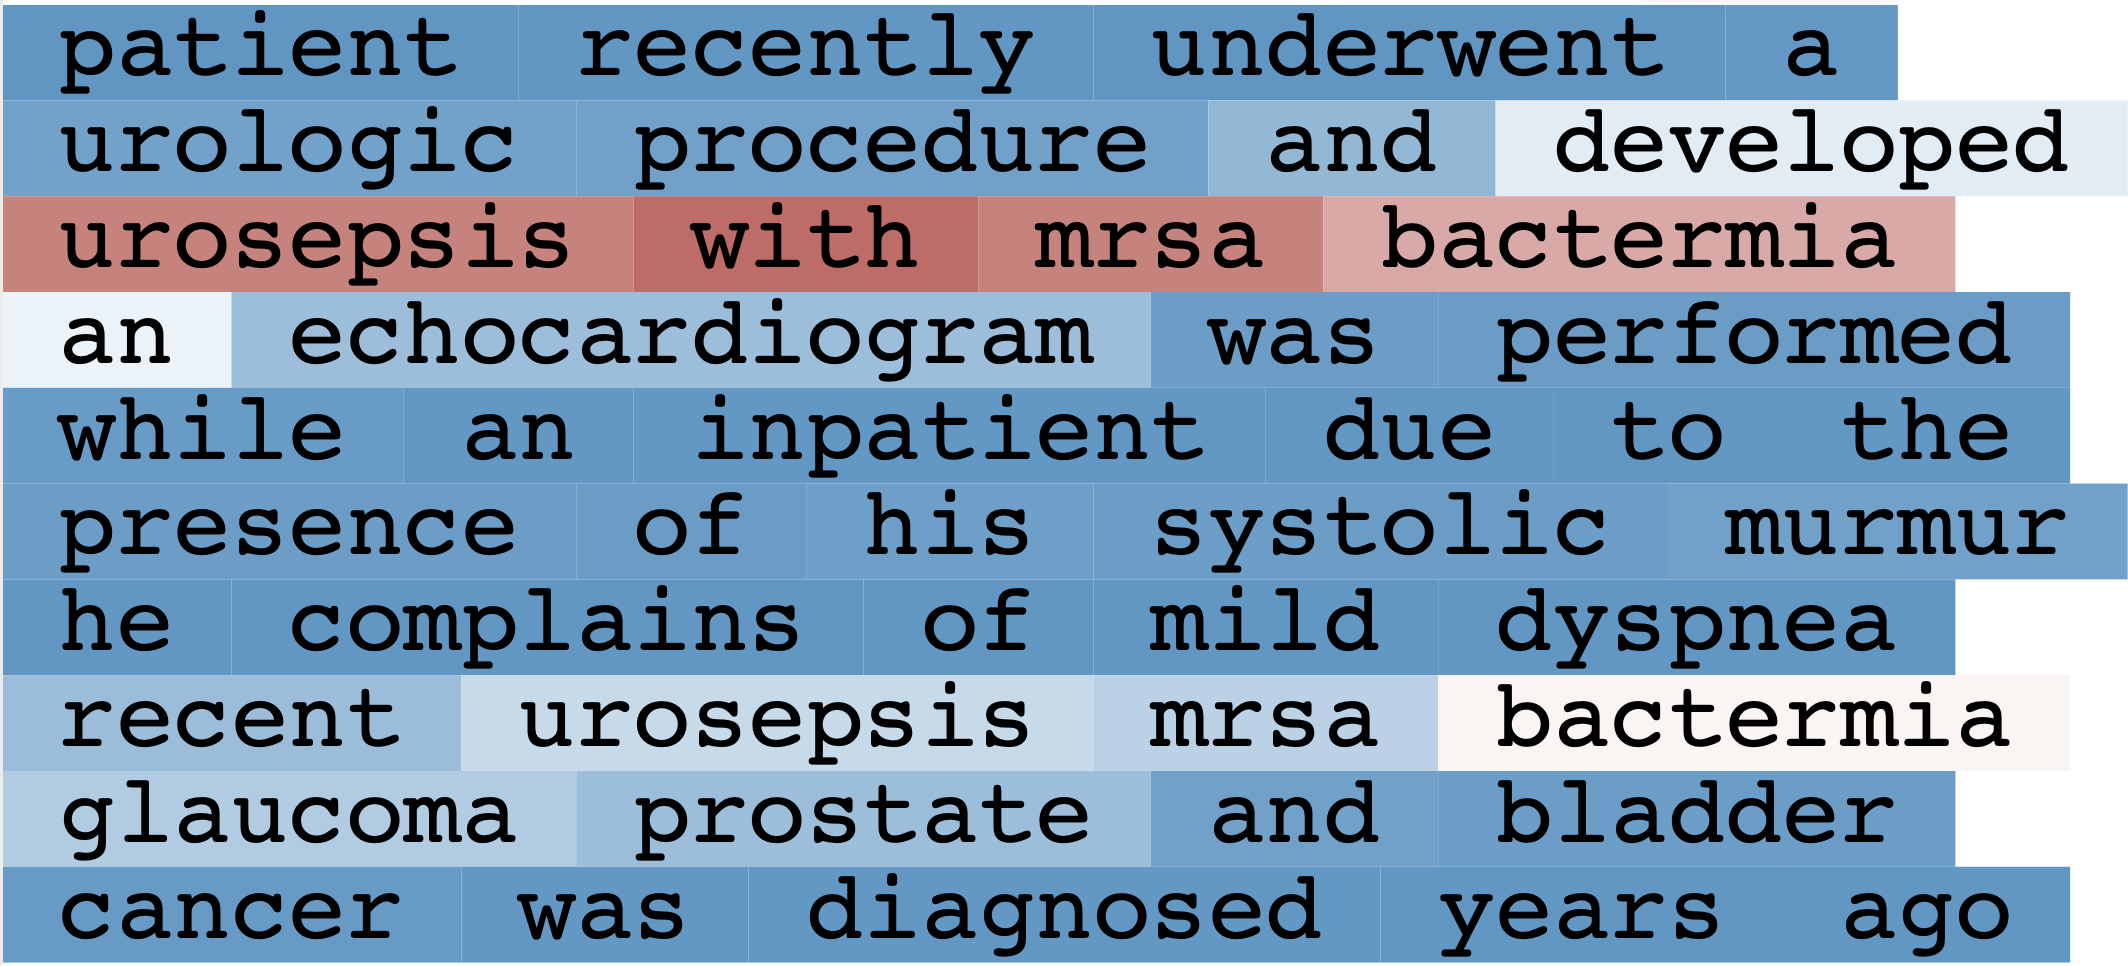 patient recently underwent a
urologic procedure and developed
urosepsis with mrsa bactermia
an echocardiogram was performed
while an inpatient due to the
presence of his systolic murmur
he complains of mild dyspnea
recent urosepsis mrsa bactermia
glaucoma prostate and bladder
cancer was diagnosed years ago